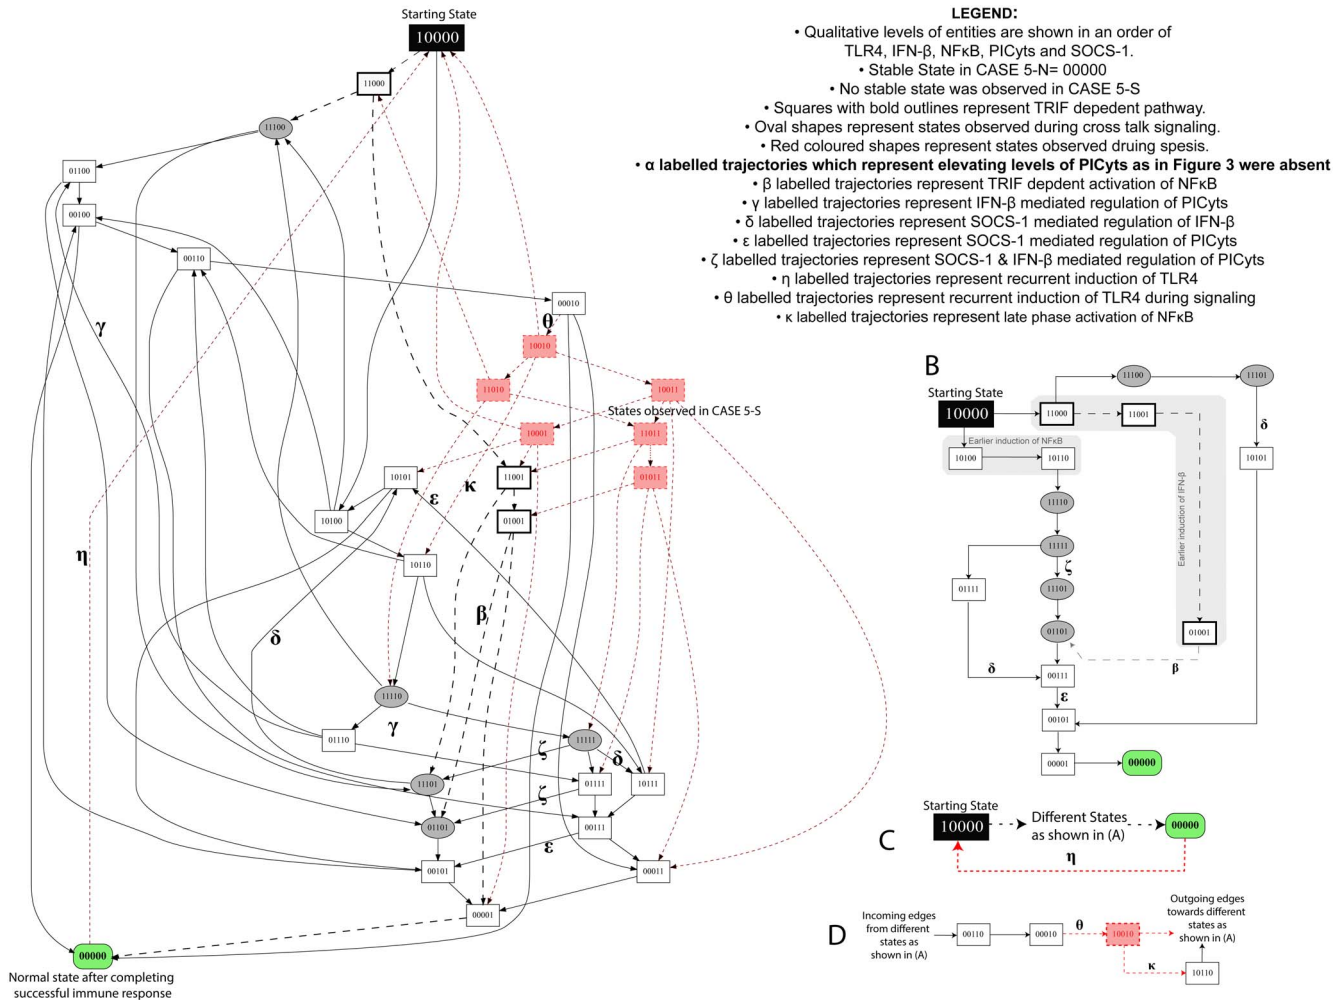 Starting State
10000
11000
11100
01100
00100
00110
00010
γ
θ
10010
11010
10011
States observed in CASE 5-S
10001
11011
10101
11001
01011
ε
κ
10100
01001
η
10110
β
δ
11110
γ
01110
11111
ζ
δ
11101
01111
10111
ζ
01101
00111
ε
00101
00011
00001
00000
Normal state after completing
successful immune response
LEGEND:
• Qualitative levels of entities are shown in an order of
TLR4, IFN-β, NFκB, PICyts and SOCS-1.
• Stable State in CASE 5-N= 00000
• No stable state was observed in CASE 5-S
• Squares with bold outlines represent TRIF depedent pathway.
• Oval shapes represent states observed during cross talk signaling.
• Red coloured shapes represent states observed druing spesis.
• α labelled trajectories which represent elevating levels of PICyts as in Figure 3 were absent
• β labelled trajectories represent TRIF depdent activation of NFκB
• γ labelled trajectories represent IFN-β mediated regulation of PICyts
• δ labelled trajectories represent SOCS-1 mediated regulation of IFN-β
• ε labelled trajectories represent SOCS-1 mediated regulation of PICyts
• ζ labelled trajectories represent SOCS-1 & IFN-β mediated regulation of PICyts
• η labelled trajectories represent recurrent induction of TLR4
• θ labelled trajectories represent recurrent induction of TLR4 during signaling
• κ labelled trajectories represent late phase activation of NFκB
B
11100
11101
Starting State
10000
11000
11001
δ
Earlier induction of NFκB
10100
10110
10101
11110
Earlier induction of IFN-β
11111
ζ
01111
11101
01101
01001
δ
00111
β
ε
00101
00001
00000
C
Starting State
10000
Different States
as shown in (A)
00000
η
D
Incoming edges
from different
states as
shown in (A)
00110
00010
θ
10010
Outgoing edges
towards different
states as
shown in (A)
κ
10110